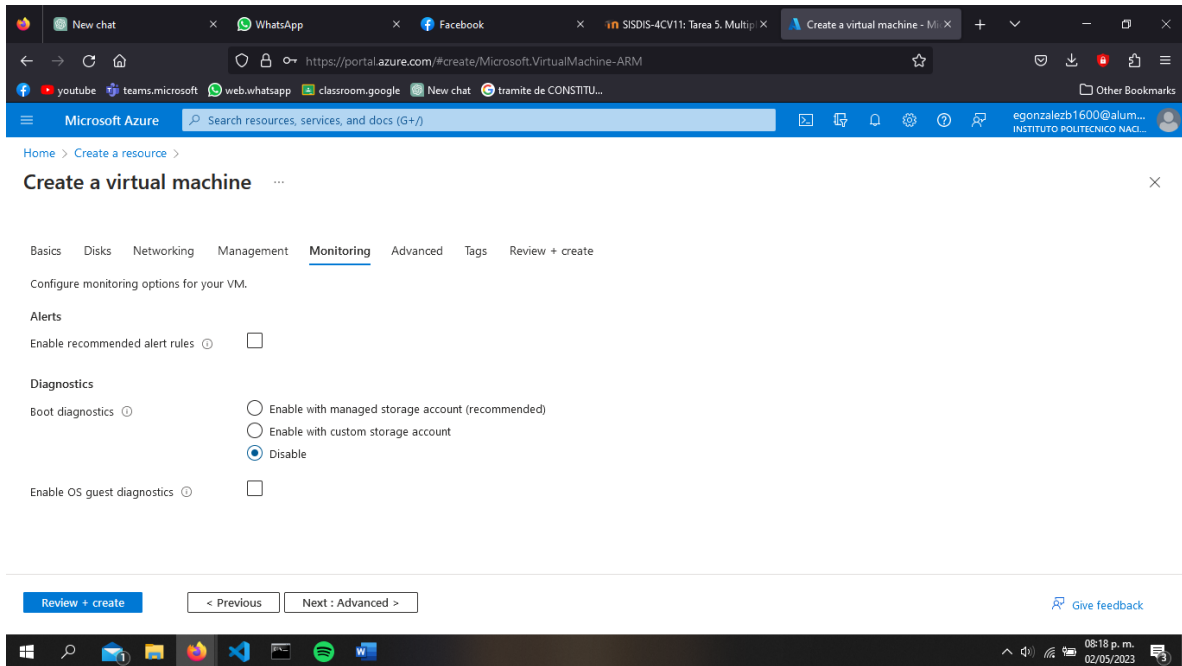 New chat
WhatsApp
Facebook
SISDIS-4CV11: Tarea 5. Multipl
Create a virtual machine - Mi
https://portal.azure.com/#create/Microsoft.VirtualMachine-ARM
youtube teams.microsoft web.whatsapp classroom.google New chat tramite de CONSTITU... Other Bookmarks
Microsoft Azure
Search resources, services, and docs (G+/)
egonzalezb1600@alum...
INSTITUTO POLITECNICO NACI...
Home > Create a resource >
Create a virtual machine ...
Basics Disks Networking Management Monitoring Advanced Tags Review + create
Configure monitoring options for your VM.
Alerts
Enable recommended alert rules
Diagnostics
Boot diagnostics
Enable with managed storage account (recommended)
Enable with custom storage account
Disable
Enable OS guest diagnostics
Review + create
< Previous
Next : Advanced >
Give feedback
08:18 p. m.
02/05/2023